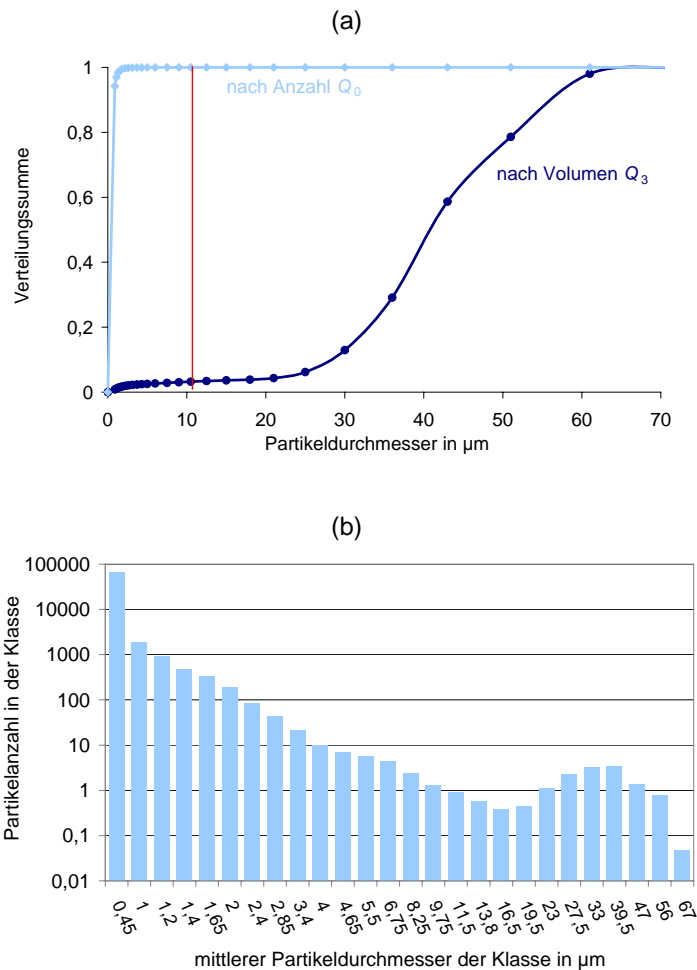 (a)
1
0,8
0,6
0,4
0,2
0
Verteilungssumme
nach Anzahl Q0
nach Volumen Q3
0 10 20 30 40 50 60 70
Partikeldurchmesser in µm
(b)
100000
10000
1000
100
10
1
0,1
0,01
Partikelanzahl in der Klasse
0,45 1 1,2 1,4 1,65 2 2,4 2,85 3,4 4 4,65 5,5 6,75 8,25 9,75 11,5 13,8 16,5 19,5 23 27,5 33 39,5 47 56 67
mittlerer Partikeldurchmesser der Klasse in µm